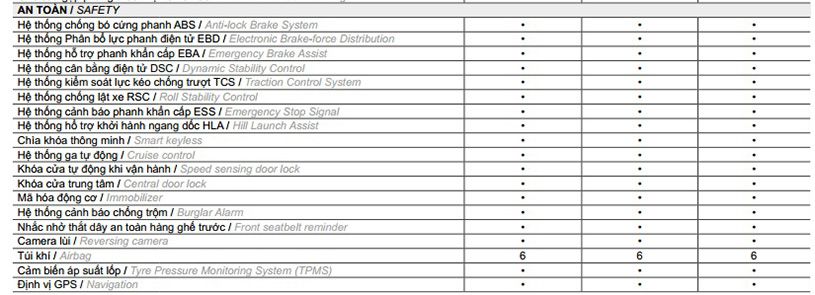 AN TOÀN / SAFETY
Hệ thống chống bó cứng phanh ABS / Anti-lock Brake System • • •
Hệ thống Phân bổ lực phanh điện tử EBD / Electronic Brake-force Distribution • • •
Hệ thống hỗ trợ phanh khẩn cấp EBA / Emergency Brake Assist • • •
Hệ thống cân bằng điện tử DSC / Dynamic Stability Control • • •
Hệ thống kiểm soát lực kéo chống trượt TCS / Traction Control System • • •
Hệ thống chống lật xe RSC / Roll Stability Control • • •
Hệ thống cảnh báo phanh khẩn cấp ESS / Emergency Stop Signal • • •
Hệ thống hỗ trợ khởi hành ngang dốc HLA / Hill Launch Assist • • •
Chìa khóa thông minh / Smart keyless • • •
Hệ thống ga tự động / Cruise control • • •
Khóa cửa tự động khi vận hành / Speed sensing door lock • • •
Khóa cửa trung tâm / Central door lock • • •
Mã hóa động cơ / Immobilizer • • •
Hệ thống cảnh báo chống trộm / Burglar Alarm • • •
Nhắc nhở thắt dây an toàn hàng ghế trước / Front seatbelt reminder • • •
Camera lùi / Reversing camera • • •
Túi khí / Airbag 6 6 6
Cảm biến áp suất lốp / Tyre Pressure Monitoring System (TPMS) • • •
Định vị GPS / Navigation • • •